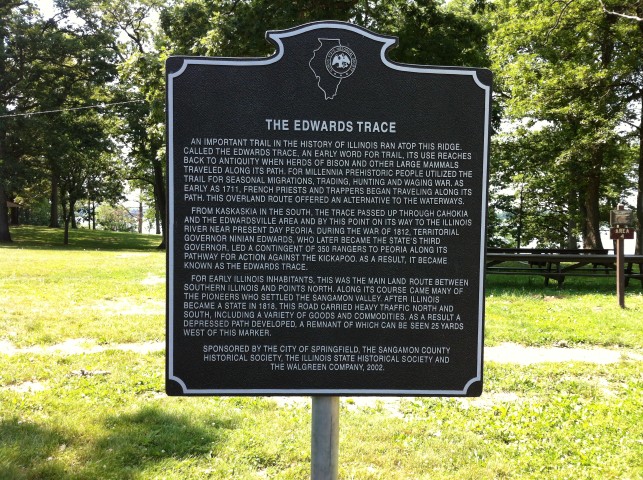 THE EDWARDS TRACE
AN IMPORTANT TRAIL IN THE HISTORY OF ILLINOIS RAN ATOP THIS RIDGE.
CALLED THE EDWARDS TRACE, AN EARLY WORD FOR TRAIL, ITS USE REACHES
BACK TO ANTIQUITY WHEN HERDS OF BISON AND OTHER LARGE MAMMALS
TRAVELED ALONG ITS PATH. FOR MILLENNIA PREHISTORIC PEOPLE UTILIZED THE
TRAIL FOR SEASONAL MIGRATIONS, TRADING, HUNTING AND WAGING WAR. AS
EARLY AS 1711, FRENCH PRIESTS AND TRAPPERS BEGAN TRAVELING ALONG ITS
PATH. THIS OVERLAND ROUTE OFFERED AN ALTERNATIVE TO THE WATERWAYS.
FROM KASKASKIA IN THE SOUTH, THE TRACE PASSED UP THROUGH CAHOKIA
AND THE EDWARDSVILLE AREA AND BY THIS POINT ON ITS WAY TO THE ILLINOIS
RIVER NEAR PRESENT DAY PEORIA. DURING THE WAR OF 1812, TERRITORIAL
GOVERNOR NINIAN EDWARDS, WHO LATER BECAME THE STATE'S THIRD
GOVERNOR, LED A CONTINGENT OF 350 RANGERS TO PEORIA ALONG ITS
PATHWAY FOR ACTION AGAINST THE KICKAPOO. AS A RESULT, IT BECAME
KNOWN AS THE EDWARDS TRACE.
FOR EARLY ILLINOIS INHABITANTS, THIS WAS THE MAIN LAND ROUTE BETWEEN
SOUTHERN ILLINOIS AND POINTS NORTH. ALONG ITS COURSE CAME MANY OF
THE PIONEERS WHO SETTLED THE SANGAMON VALLEY. AFTER ILLINOIS
BECAME A STATE IN 1818, THIS ROAD CARRIED HEAVY TRAFFIC NORTH AND
SOUTH, INCLUDING A VARIETY OF GOODS AND COMMODITIES. AS A RESULT A
DEPRESSED PATH DEVELOPED, A REMNANT OF WHICH CAN BE SEEN 25 YARDS
WEST OF THIS MARKER.
SPONSORED BY THE CITY OF SPRINGFIELD, THE SANGAMON COUNTY
HISTORICAL SOCIETY, THE ILLINOIS STATE HISTORICAL SOCIETY AND
THE WALGREEN COMPANY, 2002.
AREA